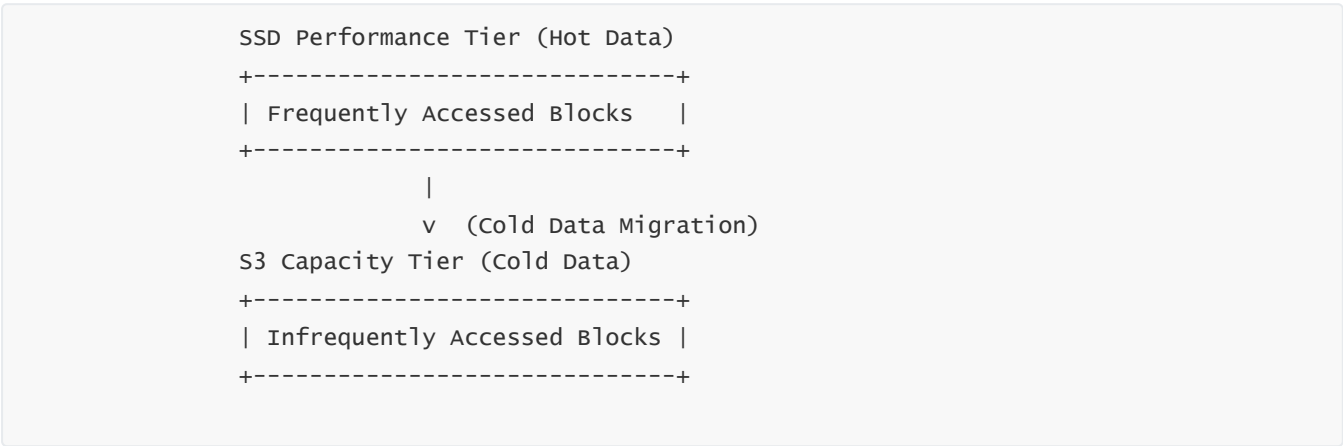 SSD Performance Tier (Hot Data)
+------------------------------+
| Frequently Accessed Blocks   |
+------------------------------+
|
v  (Cold Data Migration)
S3 Capacity Tier (Cold Data)
+------------------------------+
| Infrequently Accessed Blocks |
+------------------------------+